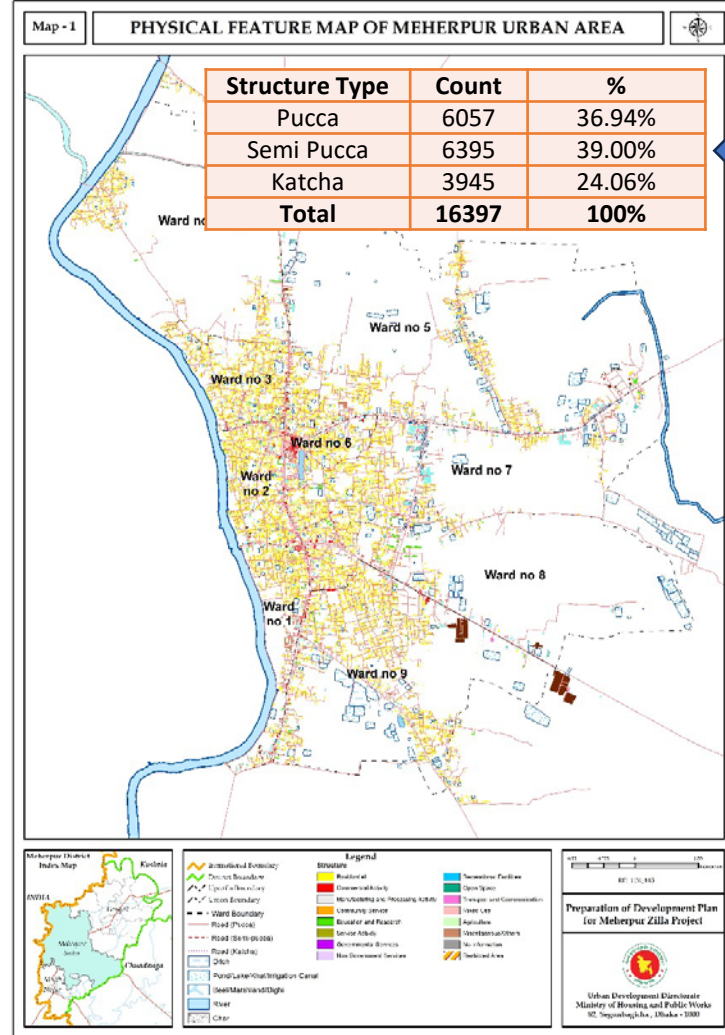 Map - 1
PHYSICAL FEATURE MAP OF MEHERPUR URBAN AREA
Structure Type Count %
Pucca 6057 36.94%
Semi Pucca 6395 39.00%
Katcha 3945 24.06%
Total 16397 100%
Ward no
Ward no 5
Ward no 3
Ward no 6
Ward no 7
Ward
no 2
Ward no 8
Ward
no 1
Ward no 9
Meherpur District
Index Map
Kushtia
INDIA
Chuadanga
Legend
International Boundary
District Boundary
Upazila Boundary
Union Boundary
Ward Boundary
Road (Pucca)
Road (Semi-pucca)
Road (Katcha)
Ditch
Pond/Lake/Khal/Irrigation Canal
Beel/Marshland/Dighi
River
Char
Structure
Residential
Commercial Activity
Manufacturing and Processing Activity
Community Service
Education and Research
Service Activity
Governmental Services
Non Government Services
Recreational Facilities
Open Space
Transport and Communication
Mixed Use
Agriculture
Miscellaneous/Others
No Information
Restricted Area
Preparation of Development Plan
for Meherpur Zilla Project
Urban Development Directorate
Ministry of Housing and Public Works
82, Segunbagicha, Dhaka - 1000